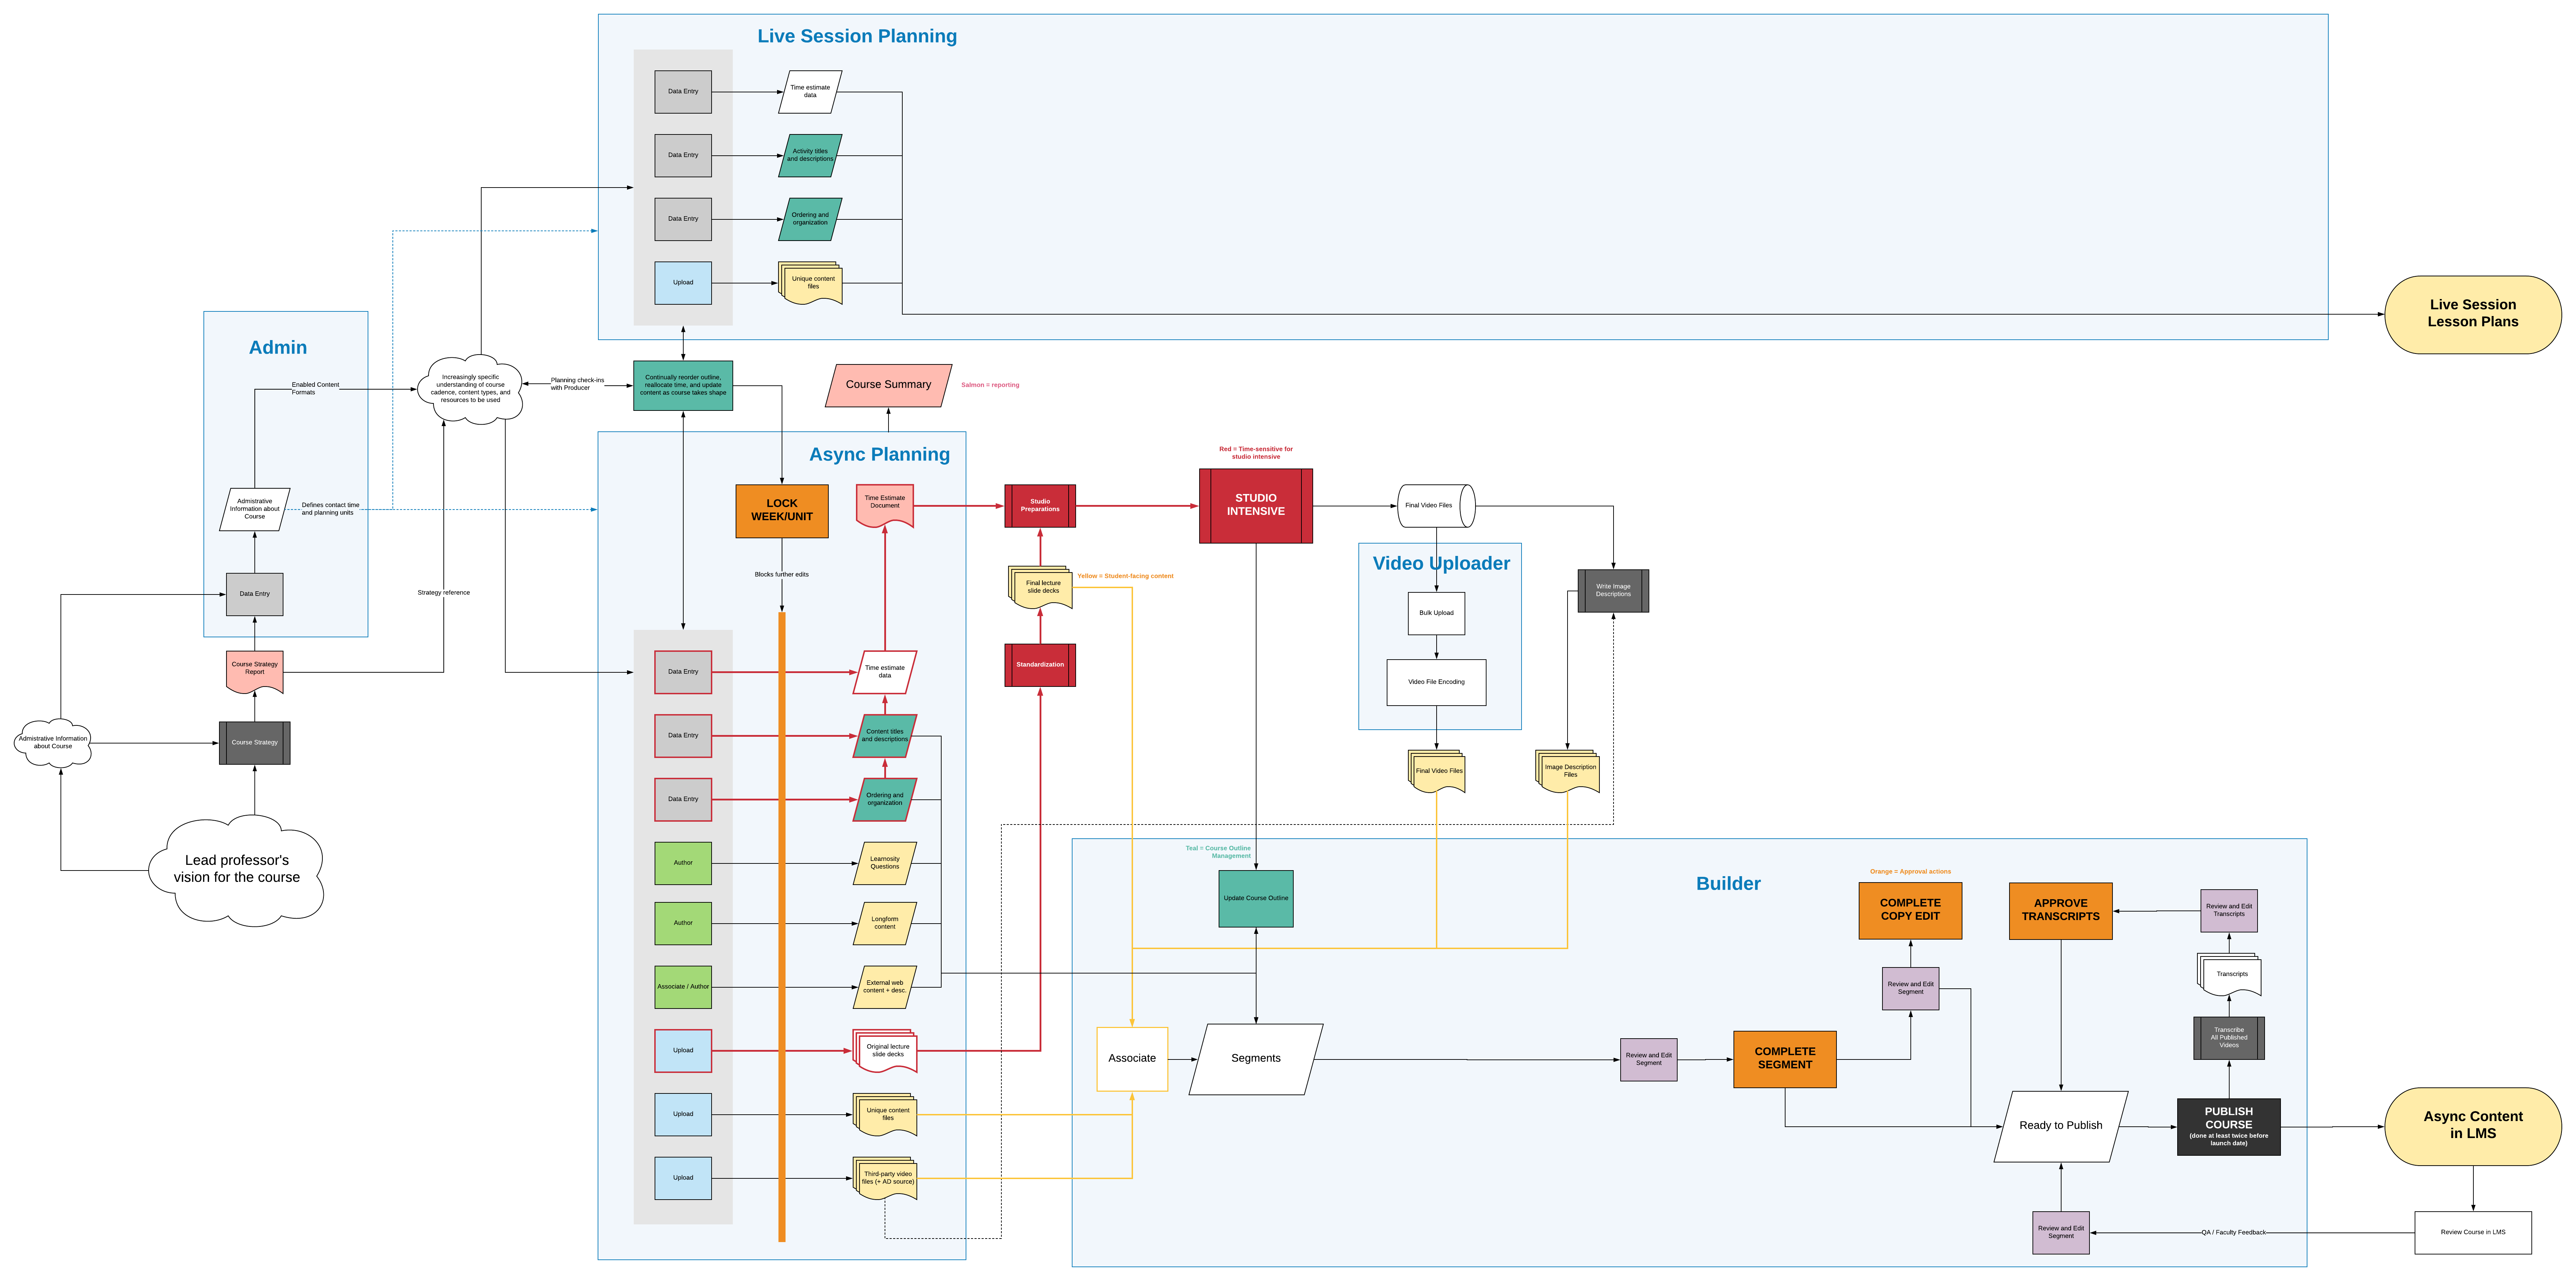 Live Session Planning
Data Entry
Time estimate
data
Data Entry
Activity titles
and descriptions
Data Entry
Ordering and
organization
Upload
Unique content
files
Live Session
Lesson Plans
Admin
Enabled Content
Formats
Increasingly specific
understanding of course
cadence, content types, and
resources to be used
Planning check-ins
with Producer
Continually reorder outline,
reallocate time, and update
content as course takes shape
Course Summary
Salmon = reporting
Admistrative
Information about
Course
Defines contact time
and planning units
Data Entry
Strategy reference
Course Strategy
Report
Admistrative Information
about Course
Course Strategy
Lead professor's
vision for the course
Async Planning
LOCK
WEEK/UNIT
Time Estimate
Document
Blocks further edits
Data Entry
Time estimate
data
Data Entry
Content titles
and descriptions
Data Entry
Ordering and
organization
Author
Learnosity
Questions
Author
Longform
content
Associate / Author
External web
content + desc.
Upload
Original lecture
slide decks
Upload
Unique content
files
Upload
Third-party video
files (+ AD source)
Studio
Preparations
Final lecture
slide decks
Yellow = Student-facing content
Standardization
Red = Time-sensitive for
studio intensive
STUDIO
INTENSIVE
Final Video Files
Video Uploader
Bulk Upload
Video File Encoding
Write Image
Descriptions
Final Video Files
Image Description
Files
Teal = Course Outline
Management
Update Course Outline
Builder
Associate
Segments
Review and Edit
Segment
COMPLETE
SEGMENT
Orange = Approval actions
COMPLETE
COPY EDIT
Review and Edit
Segment
APPROVE
TRANSCRIPTS
Review and Edit
Transcripts
Transcripts
Transcribe
All Published
Videos
Ready to Publish
PUBLISH
COURSE
(done at least twice before
launch date)
Async Content
in LMS
Review and Edit
Segment
QA / Faculty Feedback
Review Course in LMS